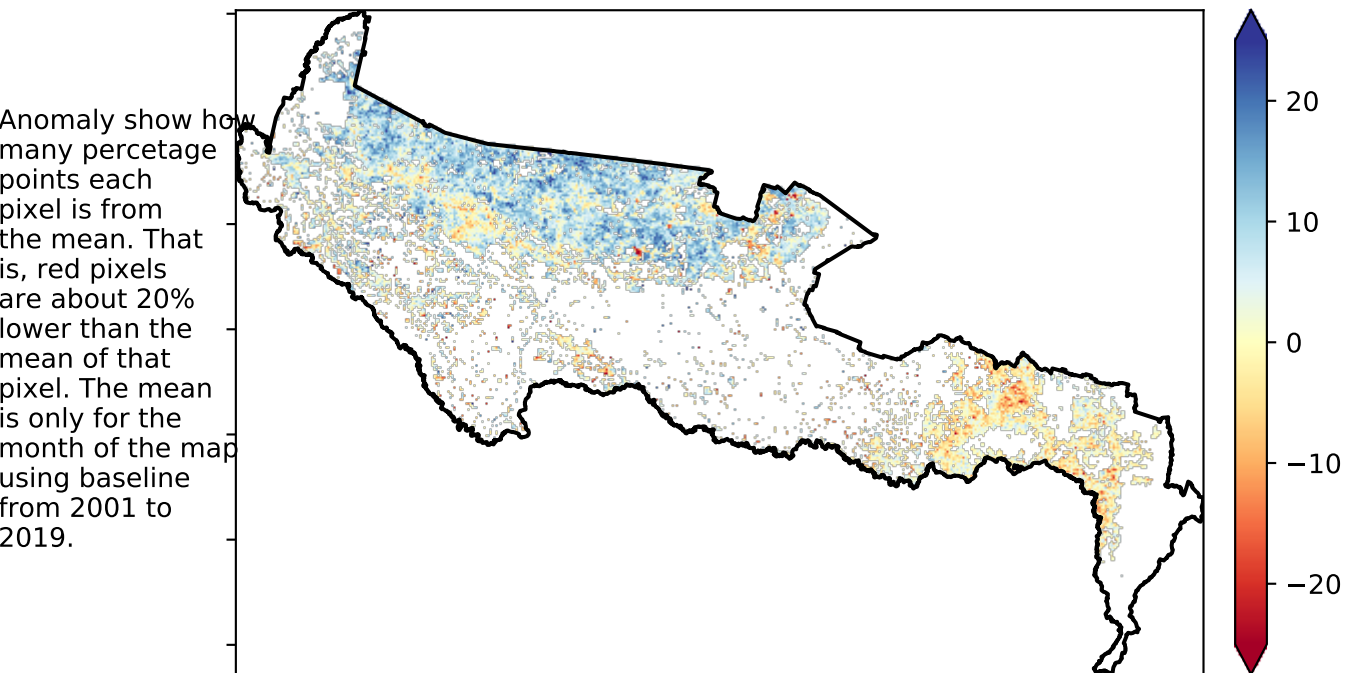 Anomaly show how
many percetage
points each
pixel is from
the mean. That
is, red pixels
are about 20%
lower than the
mean of that
pixel. The mean
is only for the
month of the map
using baseline
from 2001 to
2019.
20
10
0
−10
−20